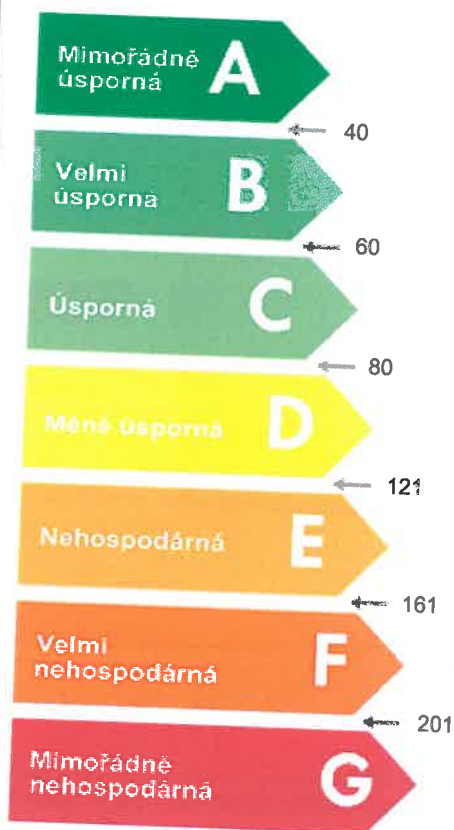 Mimořádně
úsporná A
40
Velmi
úsporná B
60
Úsporná C
80
Méně úsporná D
121
Nehospodárná E
161
Velmi
nehospodárná F
201
Mimořádně
nehospodárná G